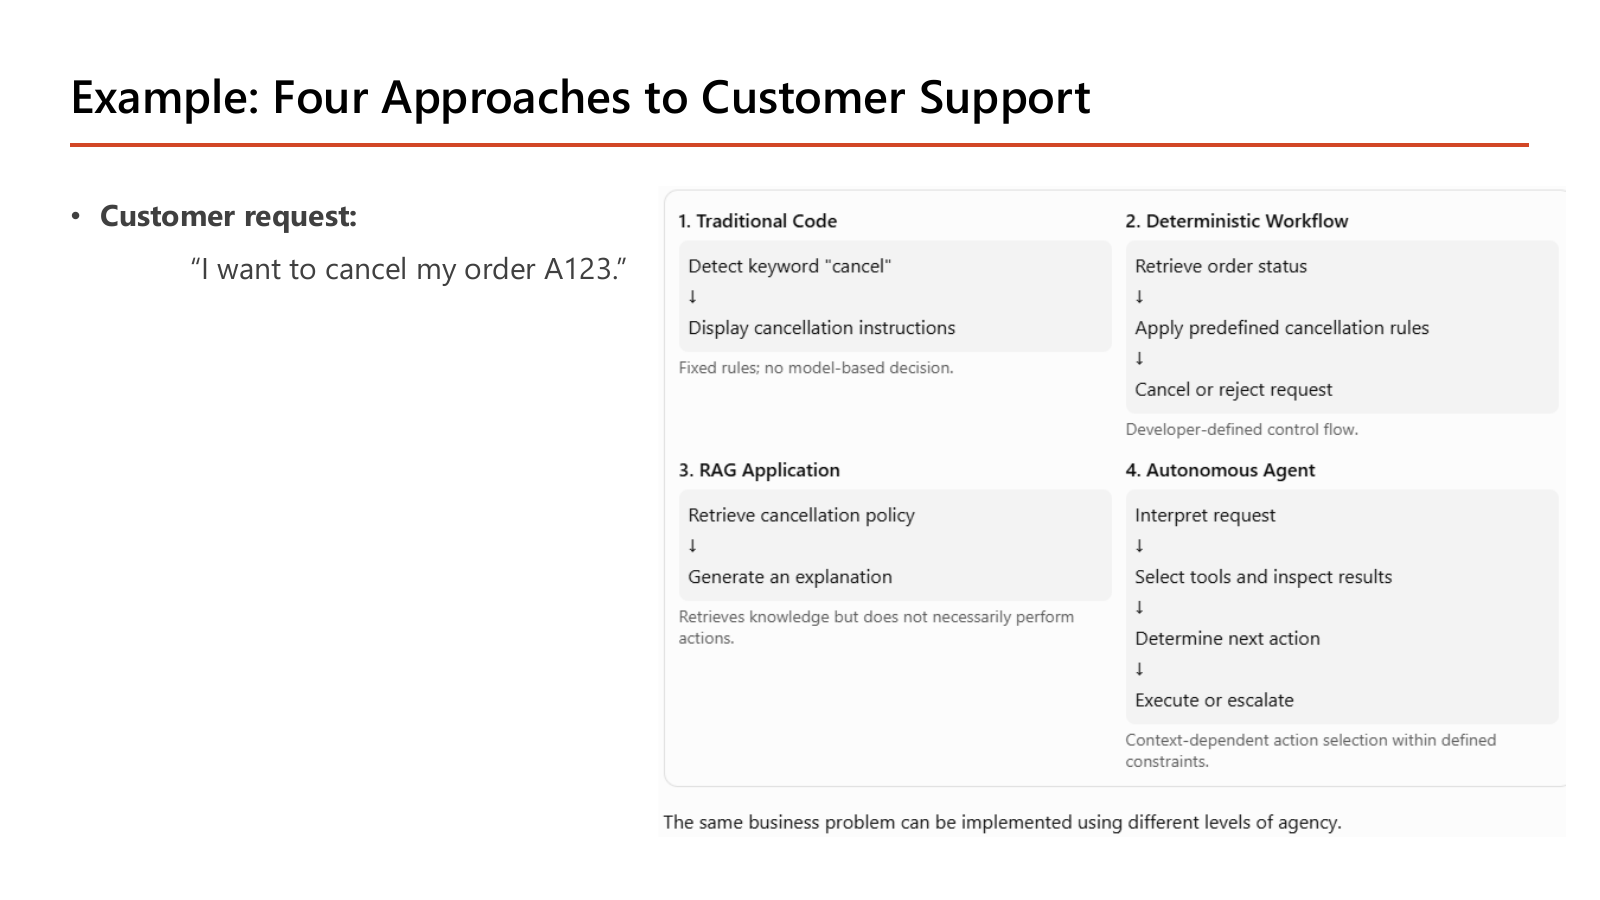 Example: Four Approaches to Customer Support
• Customer request:
“I want to cancel my order A123.”
1. Traditional Code
Detect keyword "cancel"
↓
Display cancellation instructions
Fixed rules; no model-based decision.
2. Deterministic Workflow
Retrieve order status
↓
Apply predefined cancellation rules
↓
Cancel or reject request
Developer-defined control flow.
3. RAG Application
Retrieve cancellation policy
↓
Generate an explanation
Retrieves knowledge but does not necessarily perform
actions.
4. Autonomous Agent
Interpret request
↓
Select tools and inspect results
↓
Determine next action
↓
Execute or escalate
Context-dependent action selection within defined
constraints.
The same business problem can be implemented using different levels of agency.